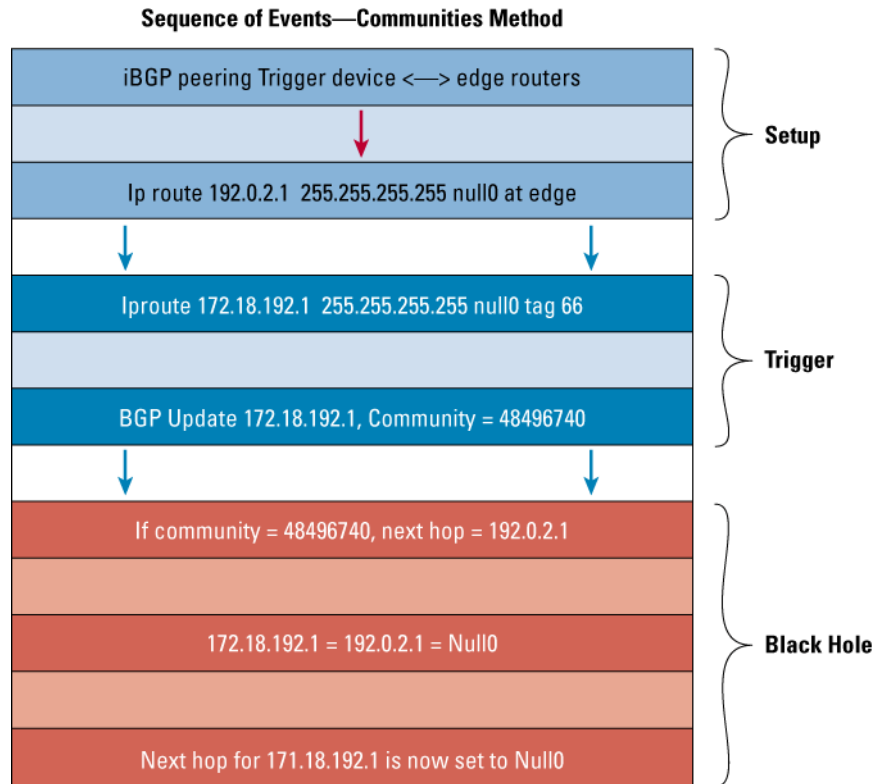 Sequence of Events—Communities Method
iBGP peering Trigger device <—> edge routers
Setup
Ip route 192.0.2.1 255.255.255.255 null0 at edge
Iproute 172.18.192.1 255.255.255.255 null0 tag 66
Trigger
BGP Update 172.18.192.1, Community = 48496740
If community = 48496740, next hop = 192.0.2.1
172.18.192.1 = 192.0.2.1 = Null0
Black Hole
Next hop for 171.18.192.1 is now set to Null0